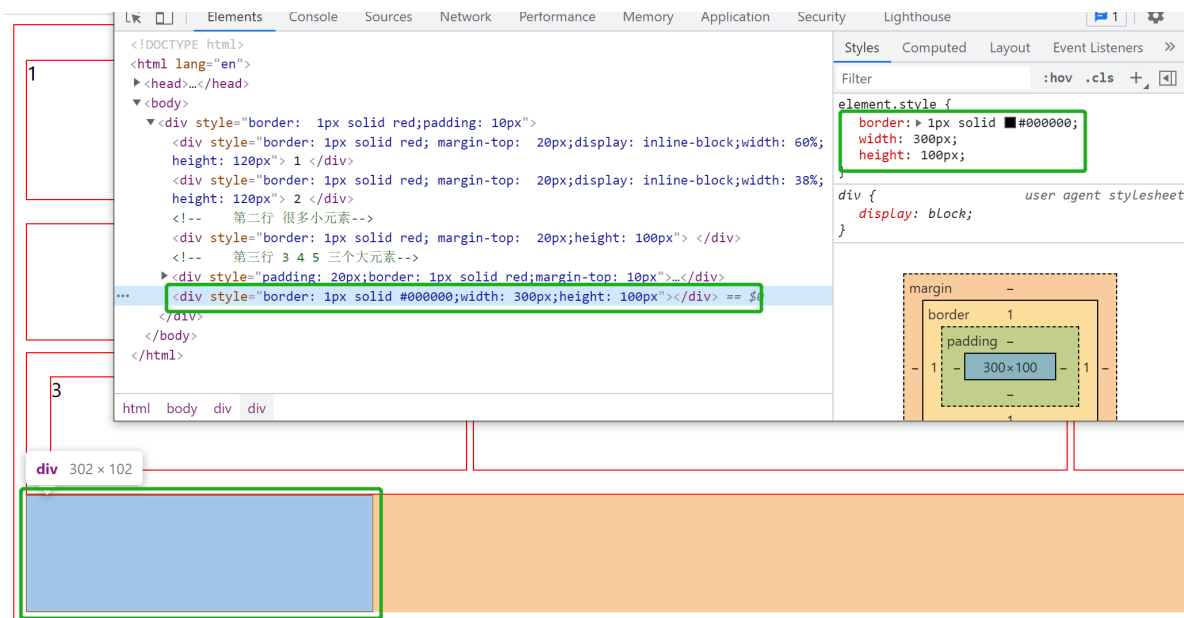 Elements Console Sources Network Performance Memory Application Security Lighthouse 1
<!DOCTYPE html>
<html lang="en">
<head>…</head>
<body>
<div style="border:  1px solid red;padding: 10px">
<div style="border: 1px solid red; margin-top:  20px;display: inline-block;width: 60%;
height: 120px"> 1 </div>
<div style="border: 1px solid red; margin-top:  20px;display: inline-block;width: 38%;
height: 120px"> 2 </div>
<!--    第二行 很多小元素-->
<div style="border: 1px solid red; margin-top:  20px;height: 100px"> </div>
<!--    第三行 3 4 5 三个大元素-->
<div style="padding: 20px;border: 1px solid red;margin-top: 10px">…</div>
<div style="border: 1px solid #000000;width: 300px;height: 100px"></div> == $0
</div>
</body>
</html>
html body div div
Styles Computed Layout Event Listeners »
Filter :hov .cls +
element.style {
border: 1px solid #000000;
width: 300px;
height: 100px;
}
div { user agent stylesheet
display: block;
}
margin –
border 1
padding –
– 1 – 300×100 – 1 –
–
1
1
3
div 302 × 102